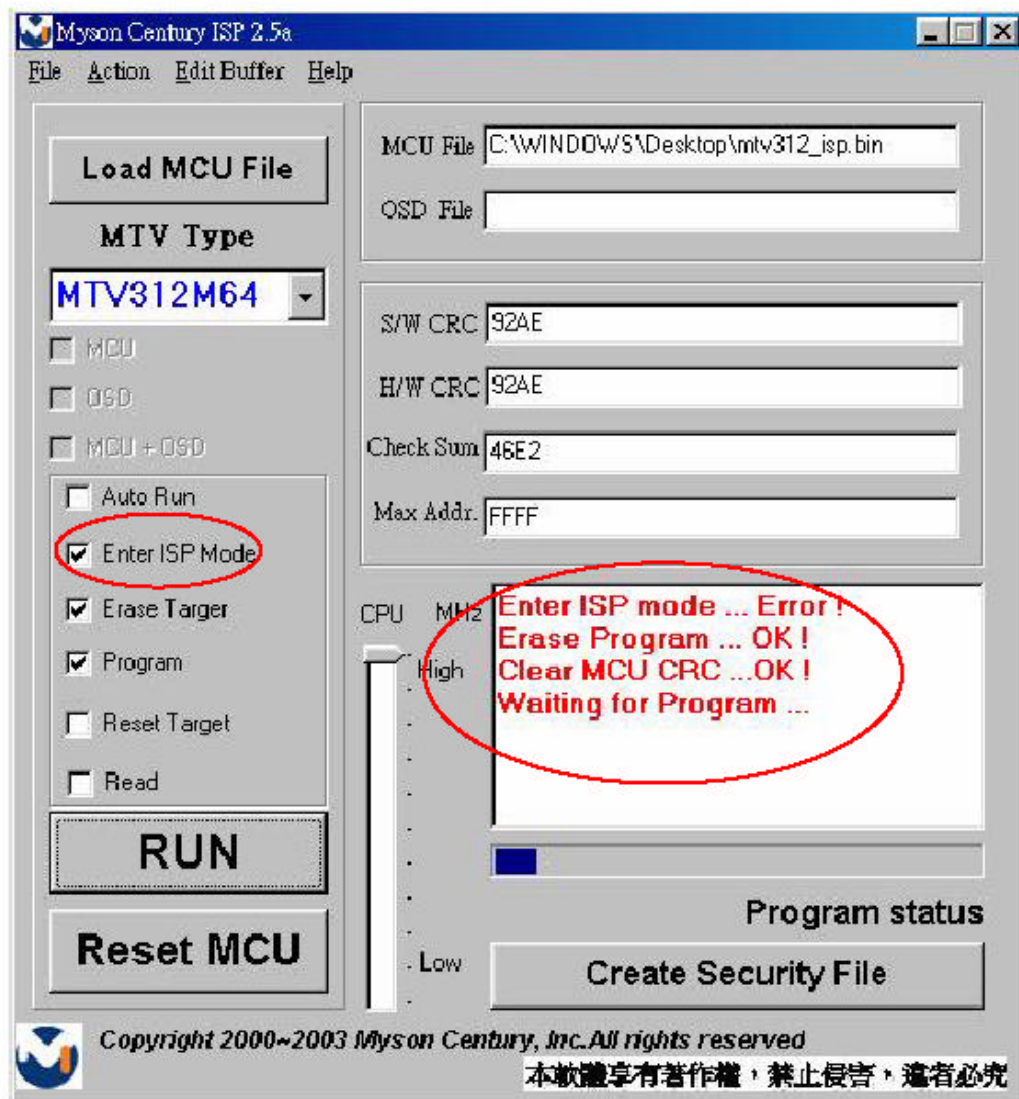 Myson Century ISP 2.5a
File Action Edit Buffer Help
Load MCU File
MTV Type
MTV312M64
MCU
OSD
MCU + OSD
Auto Run
Enter ISP Mode
Erase Targer
Program
Reset Target
Read
RUN
Reset MCU
MCU File C:\WINDOWS\Desktop\mtv312_isp.bin
OSD File
S/W CRC 92AE
H/W CRC 92AE
Check Sum 46E2
Max Addr. FFFF
CPU MHz
High
Low
Enter ISP mode ... Error !
Erase Program ... OK !
Clear MCU CRC ...OK !
Waiting for Program ...
Program status
Create Security File
Copyright 2000~2003 Myson Century, Inc.All rights reserved
本軟體享有著作權,禁止侵害,違者必究